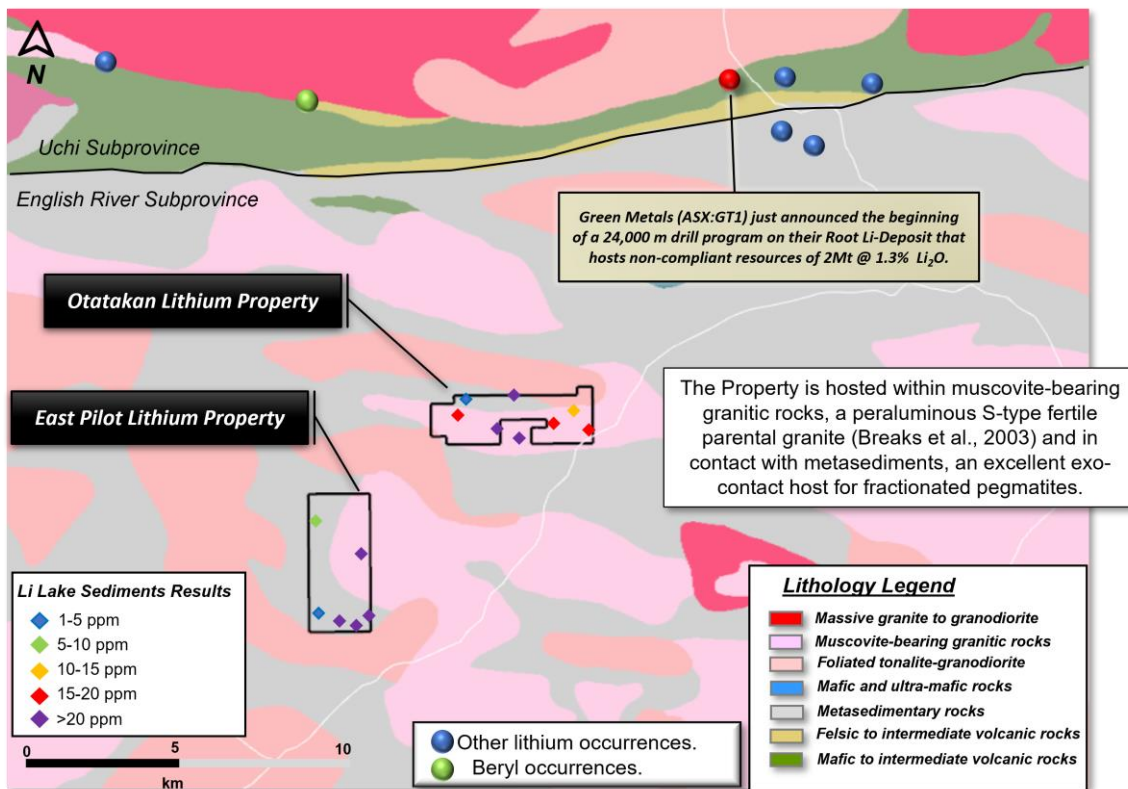 N
Uchi Subprovince
English River Subprovince
Green Metals (ASX:GT1) just announced the beginning
of a 24,000 m drill program on their Root Li-Deposit that
hosts non-compliant resources of 2Mt @ 1.3% Li₂O.
Otatakan Lithium Property
East Pilot Lithium Property
The Property is hosted within muscovite-bearing
granitic rocks, a peraluminous S-type fertile
parental granite (Breaks et al., 2003) and in
contact with metasediments, an excellent exo-
contact host for fractionated pegmatites.
Li Lake Sediments Results
1-5 ppm
5-10 ppm
10-15 ppm
15-20 ppm
>20 ppm
0 5 10
km
Other lithium occurrences.
Beryl occurrences.
Lithology Legend
Massive granite to granodiorite
Muscovite-bearing granitic rocks
Foliated tonalite-granodiorite
Mafic and ultra-mafic rocks
Metasedimentary rocks
Felsic to intermediate volcanic rocks
Mafic to intermediate volcanic rocks